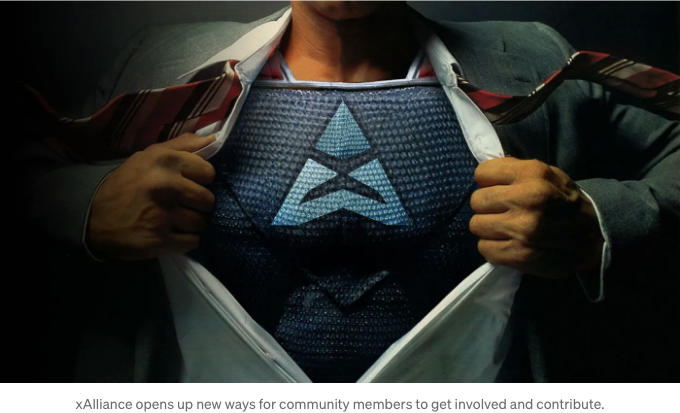 xAlliance opens up new ways for community members to get involved and contribute.